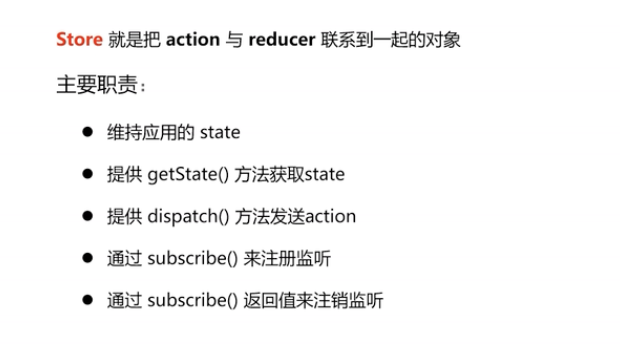 Store 就是把 action 与 reducer 联系到一起的对象
主要职责：
● 维持应用的 state
● 提供 getState() 方法获取state
● 提供 dispatch() 方法发送action
● 通过 subscribe() 来注册监听
● 通过 subscribe() 返回值来注销监听